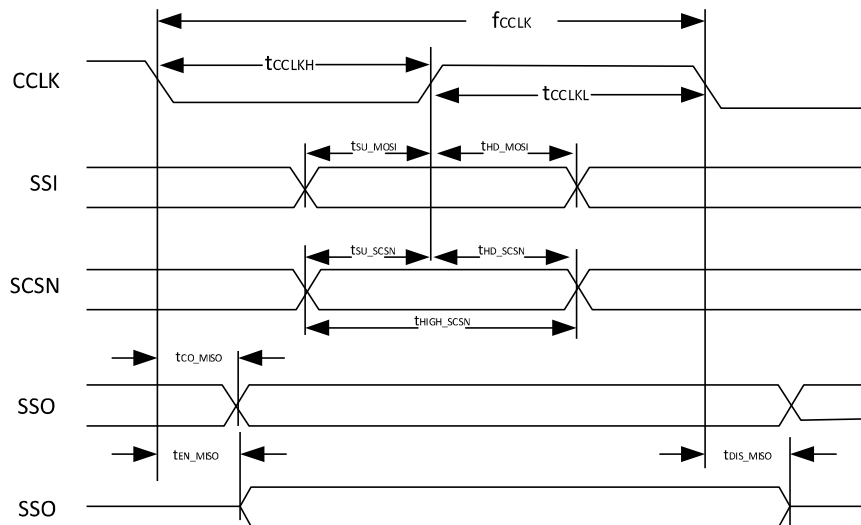 fCCLK
CCLK
tCCLKH
tCCLKL
tSU_MOSI
tHD_MOSI
SSI
tSU_SCSN
tHD_SCSN
SCSN
tHIGH_SCSN
tCO_MISO
SSO
tEN_MISO
tDIS_MISO
SSO